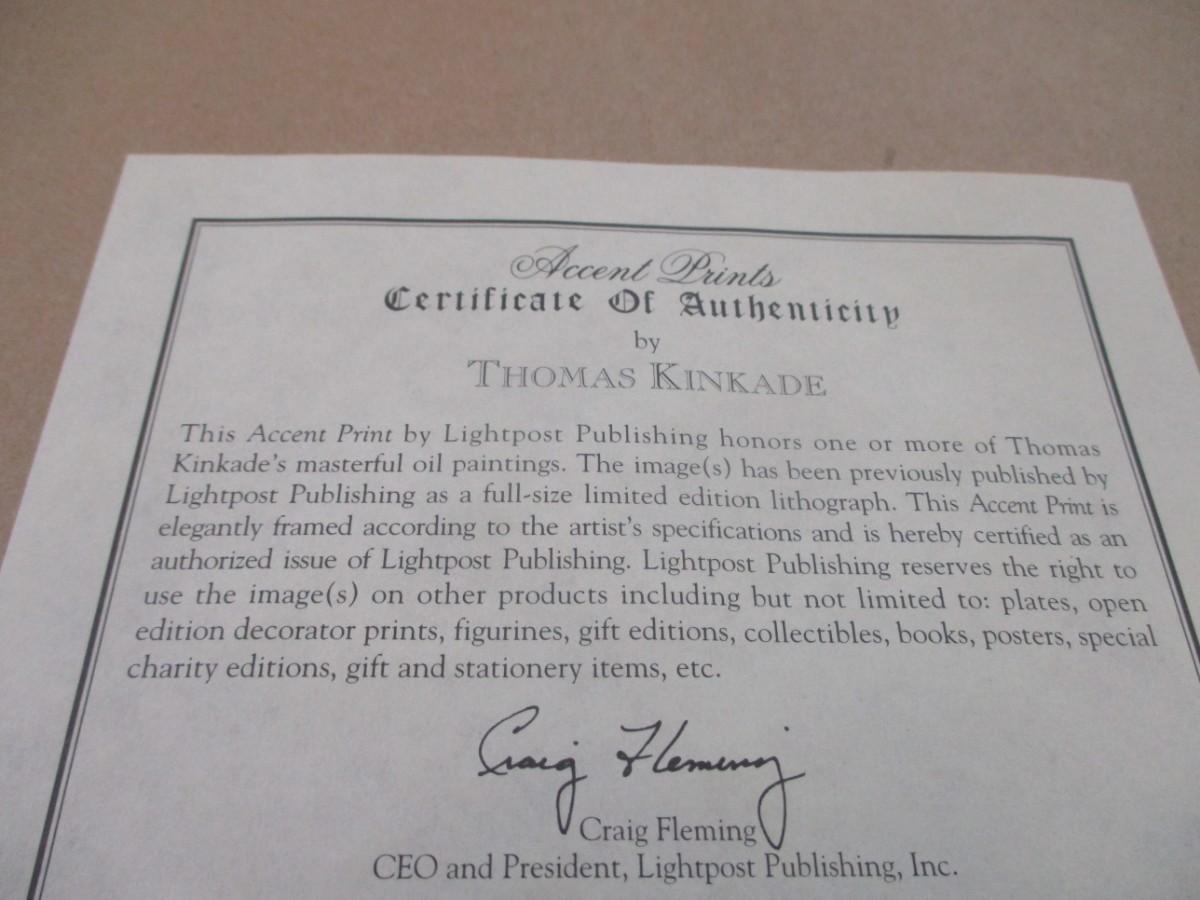 Accent Prints
Certificate Of Authenticity
by
THOMAS KINKADE
This Accent Print by Lightpost Publishing honors one or more of Thomas
Kinkade's masterful oil paintings. The image(s) has been previously published by
Lightpost Publishing as a full-size limited edition lithograph. This Accent Print is
elegantly framed according to the artist's specifications and is hereby certified as an
authorized issue of Lightpost Publishing. Lightpost Publishing reserves the right to
use the image(s) on other products including but not limited to: plates, open
edition decorator prints, figurines, gift editions, collectibles, books, posters, special
charity editions, gift and stationery items, etc.
Craig Fleming
Craig Fleming
CEO and President, Lightpost Publishing, Inc.